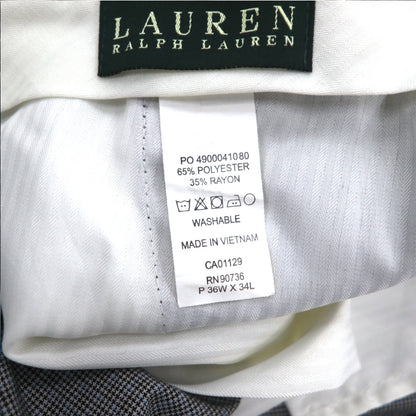 LAUREN
RALPH LAUREN
PO 4900041080
65% POLYESTER
35% RAYON
WASHABLE
MADE IN VIETNAM
CA01129
RN90736
P 36W X 34L